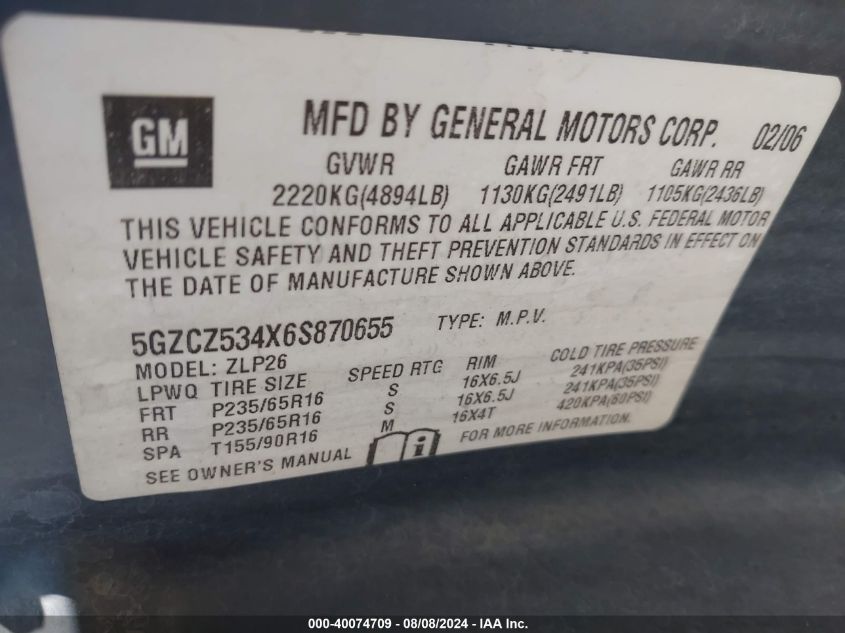 GM
MFD BY GENERAL MOTORS CORP. 02/06
GVWR GAWR FRT GAWR RR
2220KG(4894LB) 1130KG(2491LB) 1105KG(2436LB)
THIS VEHICLE CONFORMS TO ALL APPLICABLE U.S. FEDERAL MOTOR
VEHICLE SAFETY AND THEFT PREVENTION STANDARDS IN EFFECT ON
THE DATE OF MANUFACTURE SHOWN ABOVE.
5GZCZ534X6S870655 TYPE: M.P.V.
MODEL: ZLP26
LPWQ TIRE SIZE SPEED RTG RIM COLD TIRE PRESSURE
FRT P235/65R16 S 16X6.5J 241KPA(35PSI)
RR P235/65R16 S 16X6.5J 241KPA(35PSI)
SPA T155/90R16 M 16X4T 420KPA(60PSI)
SEE OWNER'S MANUAL i FOR MORE INFORMATION.
000-40074709 - 08/08/2024 - IAA Inc.